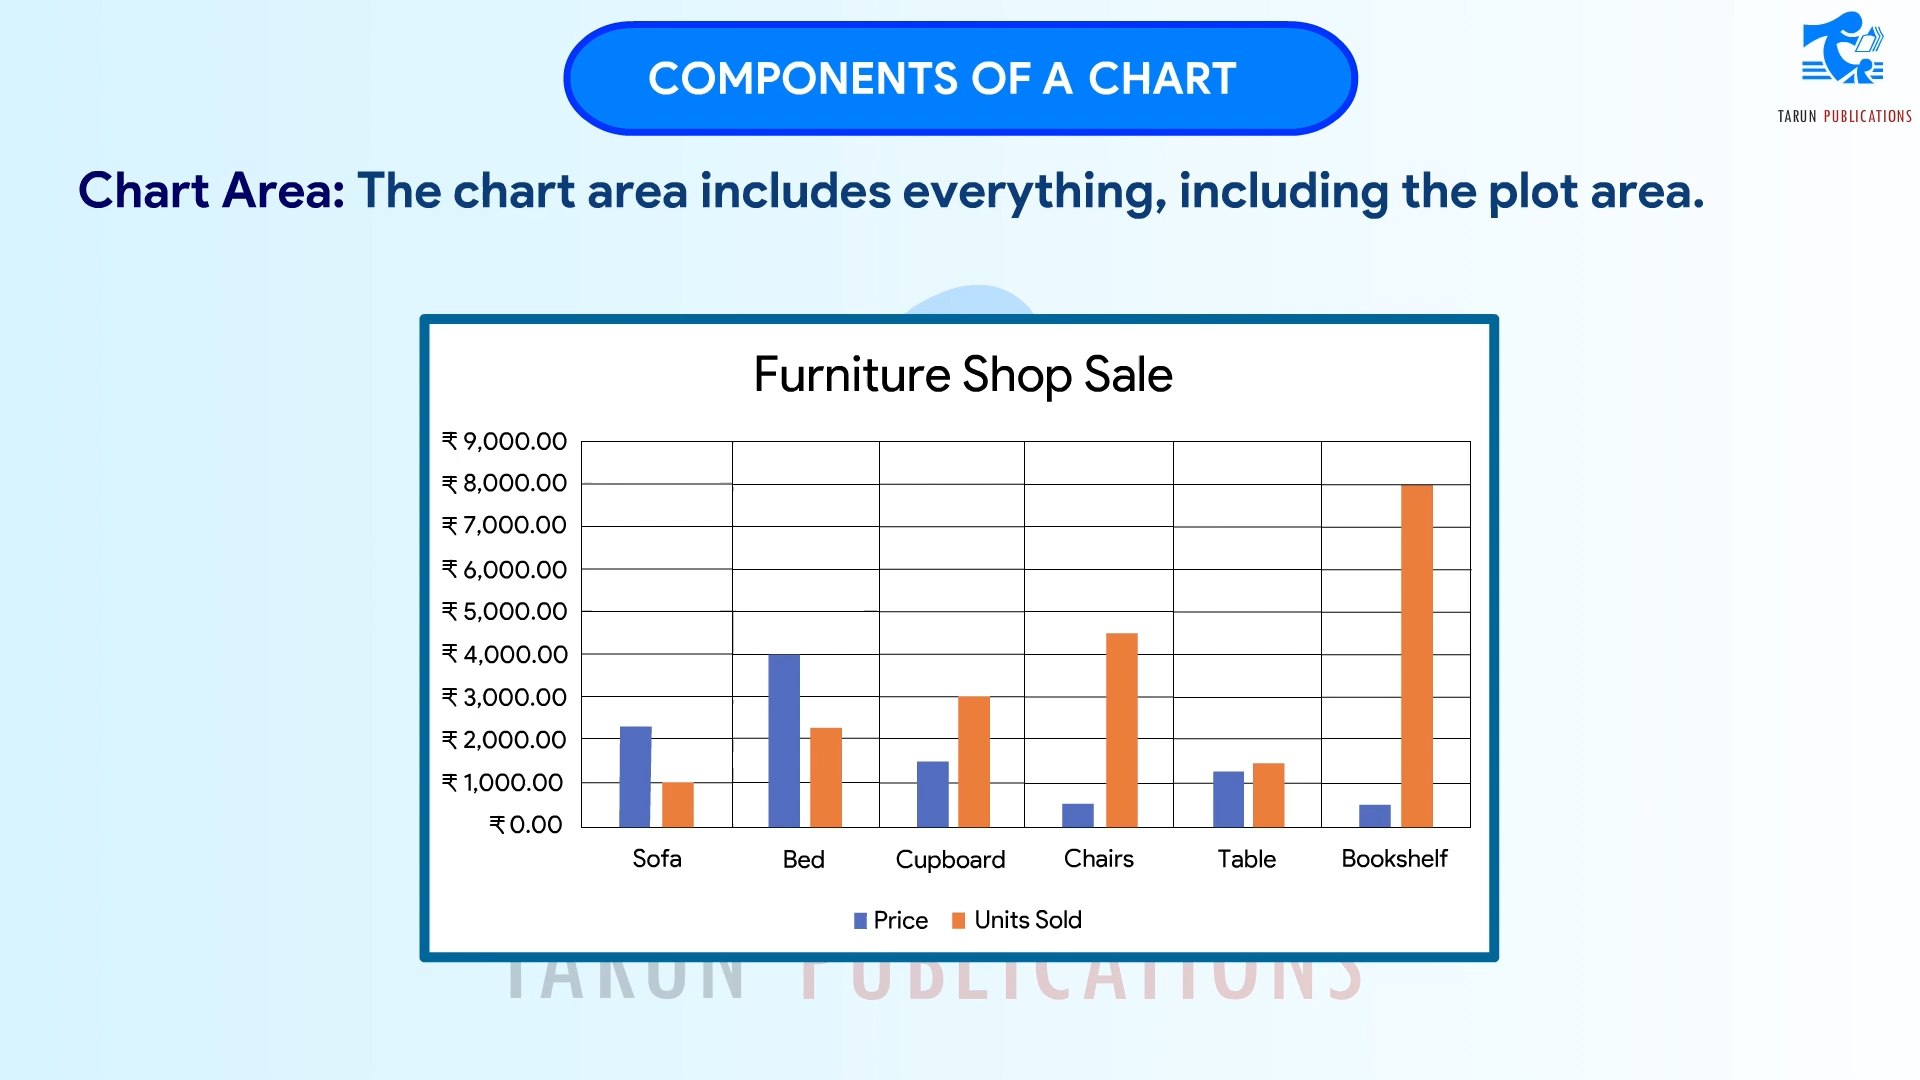 COMPONENTS OF A CHART
TARUN PUBLICATIONS
Chart Area: The chart area includes everything, including the plot area.
Furniture Shop Sale
₹ 9,000.00
₹ 8,000.00
₹ 7,000.00
₹ 6,000.00
₹ 5,000.00
₹ 4,000.00
₹ 3,000.00
₹ 2,000.00
₹ 1,000.00
₹ 0.00
Sofa Bed Cupboard Chairs Table Bookshelf
Price Units Sold
TARUN PUBLICATIONS